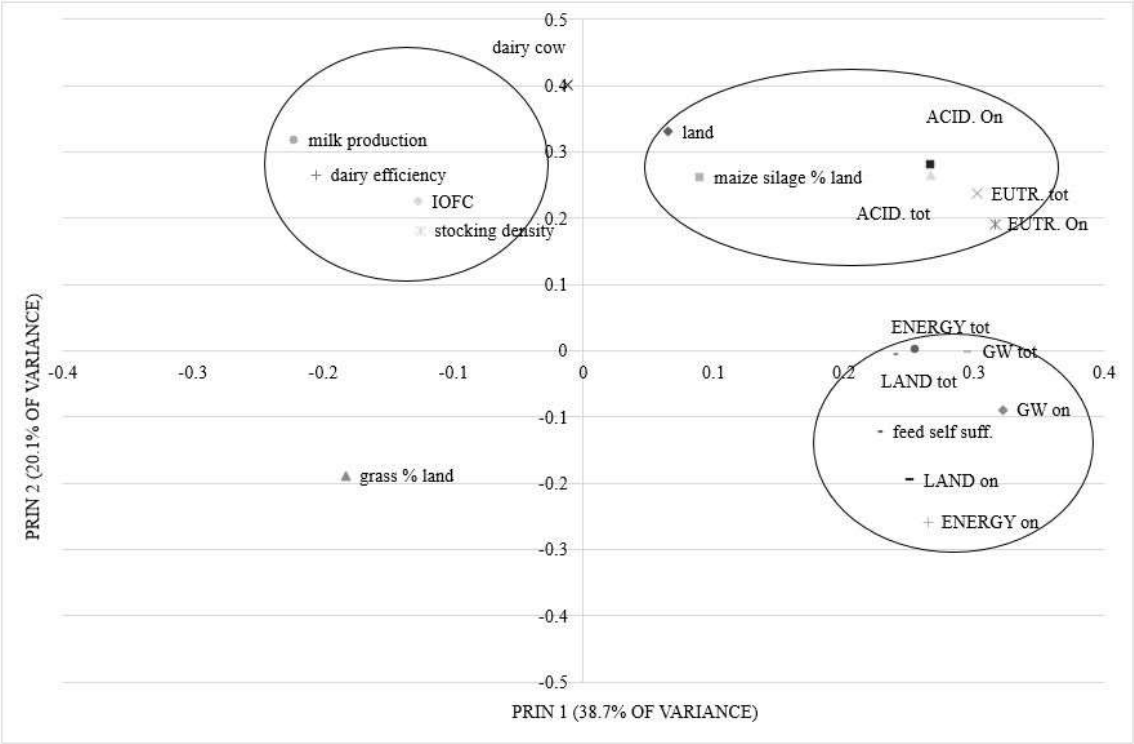 0.5
dairy cow
0.4
ACID. On
land
milk production
0.3
dairy efficiency
maize silage % land
EUTR. tot
IOFC
ACID. tot
0.2
EUTR. On
stocking density
0.1
ENERGY tot
0
GW tot
-0.4
-0.3
-0.2
-0.1
0
0.1
0.2
0.3
0.4
LAND tot
-0.1
GW on
feed self suff.
grass % land
-0.2
LAND on
ENERGY on
-0.3
-0.4
-0.5
PRIN 2 (20.1% OF VARIANCE)
PRIN 1 (38.7% OF VARIANCE)